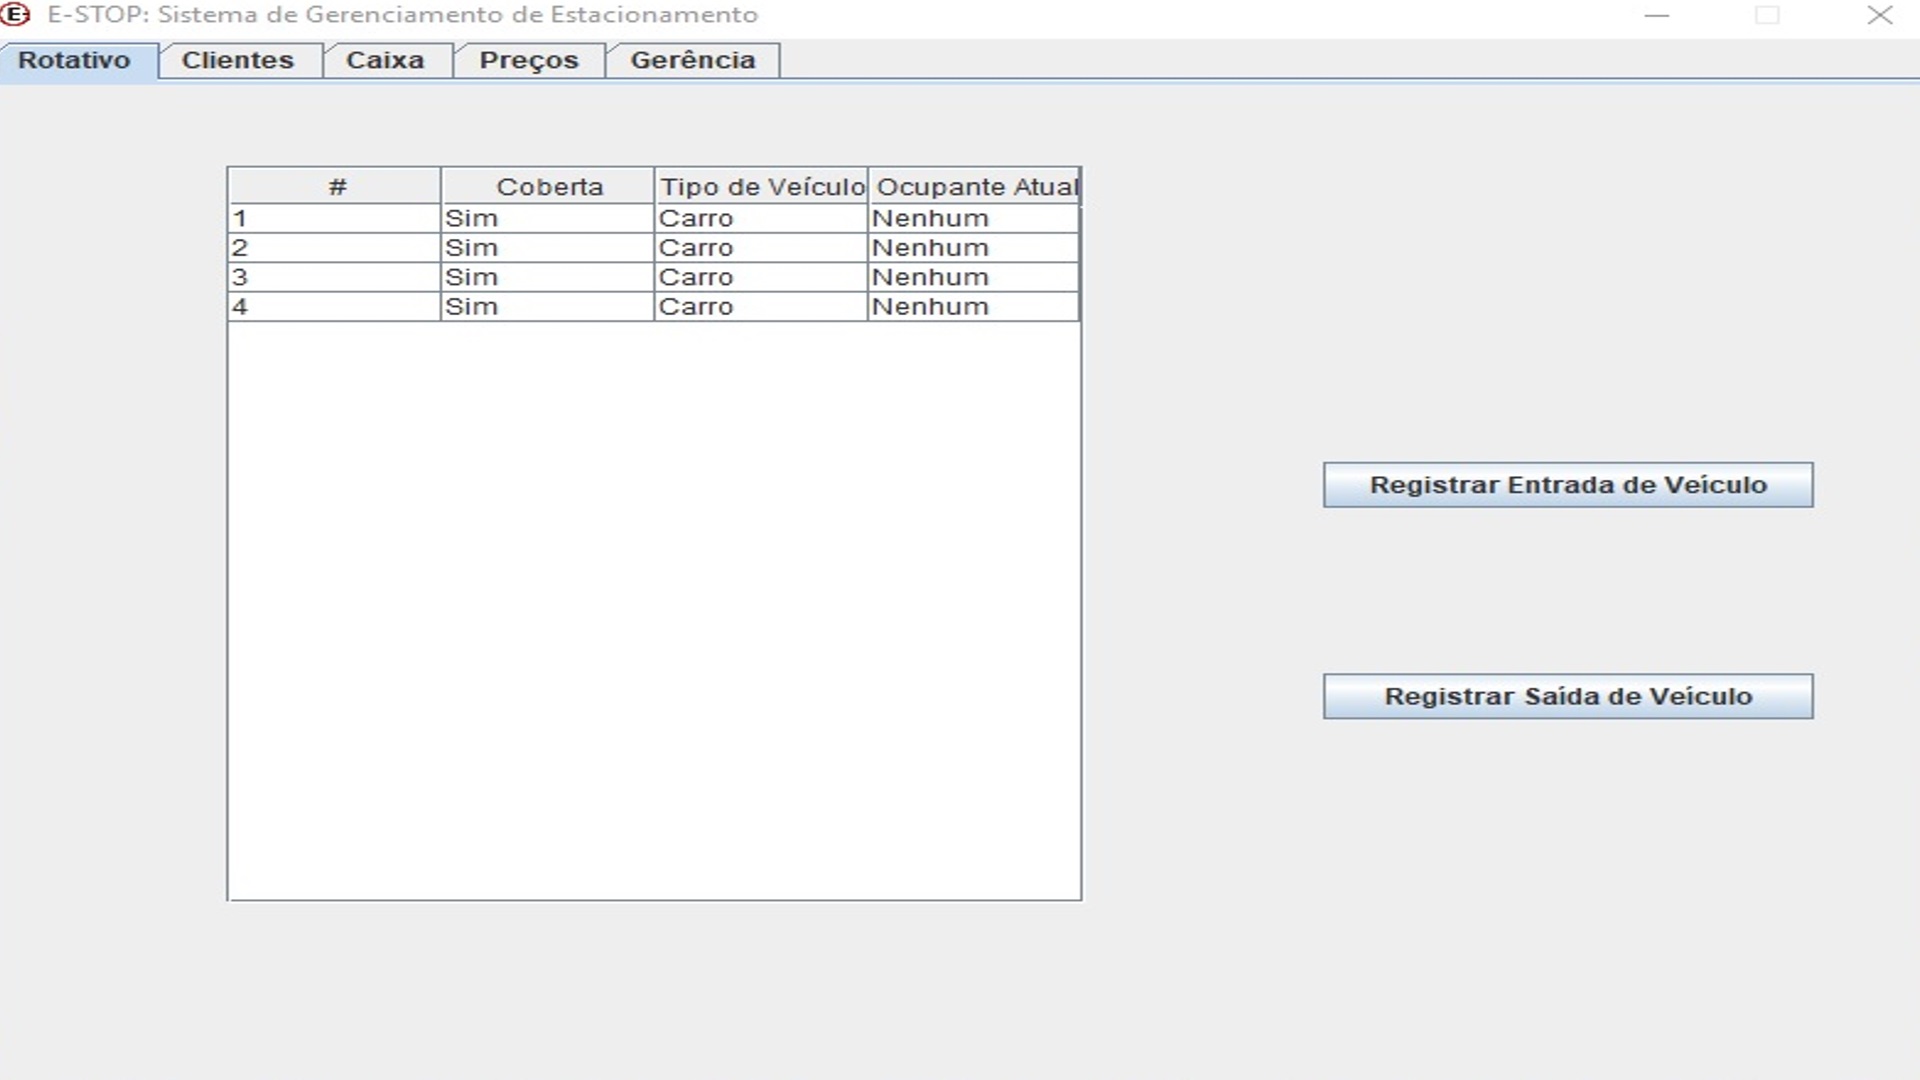 E E-STOP: Sistema de Gerenciamento de Estacionamento
Rotativo Clientes Caixa Preços Gerência
# Coberta Tipo de Veículo Ocupante Atual
1 Sim Carro Nenhum
2 Sim Carro Nenhum
3 Sim Carro Nenhum
4 Sim Carro Nenhum
Registrar Entrada de Veículo
Registrar Saída de Veículo